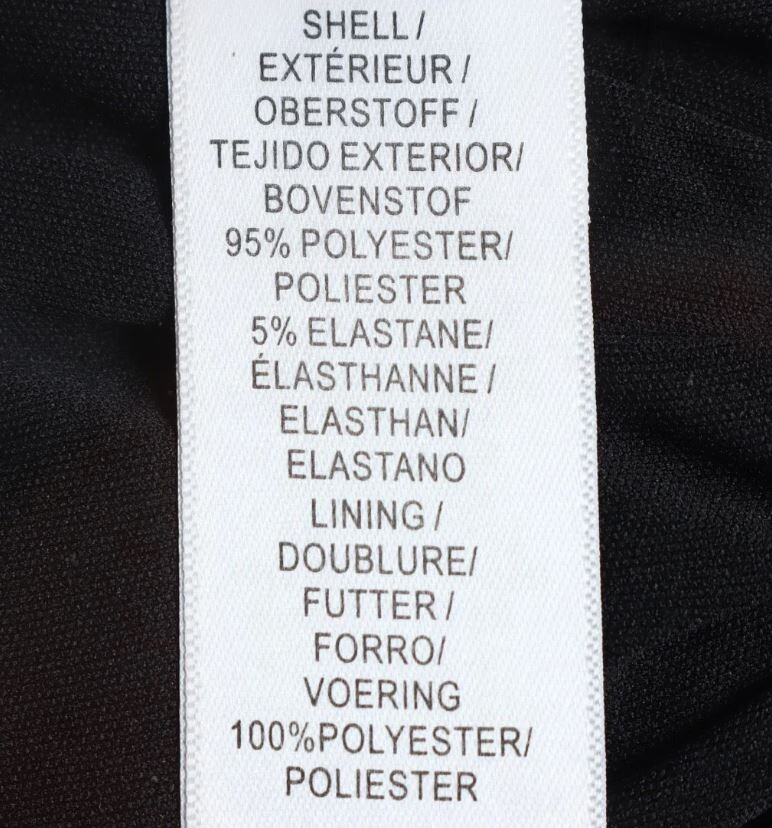 SHELL/
EXTÉRIEUR/
OBERSTOFF/
TEJIDO EXTERIOR/
BOVENSTOF
95% POLYESTER/
POLIESTER
5% ELASTANE/
ÉLASTHANNE/
ELASTHAN/
ELASTANO
LINING/
DOUBLURE/
FUTTER/
FORRO/
VOERING
100%POLYESTER/
POLIESTER